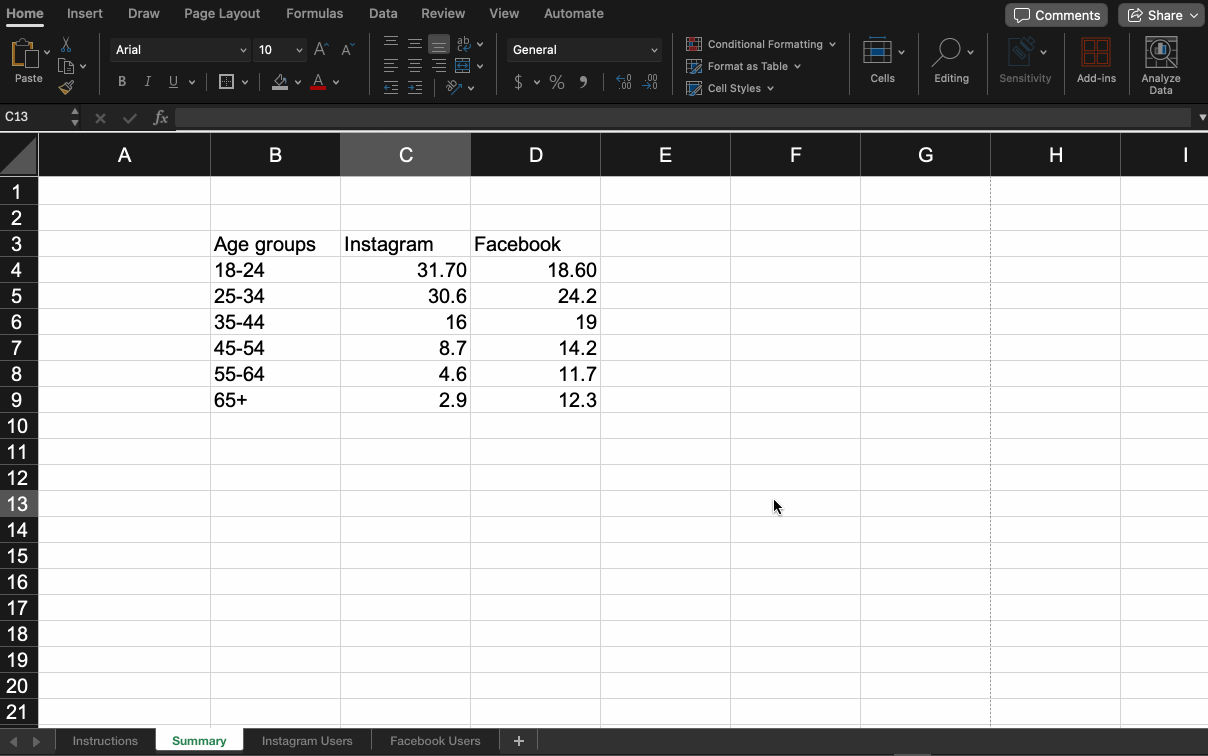 Home Insert Draw Page Layout Formulas Data Review View Automate Comments Share
Paste Arial 10 A A ab General Conditional Formatting Cells Editing Sensitivity Add-ins Analyze Data
B I U A $ % , .00 .00 Format as Table
Cell Styles
C13 fx
A B C D E F G H I
1
2
3 Age groups Instagram Facebook
4 18-24 31.70 18.60
5 25-34 30.6 24.2
6 35-44 16 19
7 45-54 8.7 14.2
8 55-64 4.6 11.7
9 65+ 2.9 12.3
10
11
12
13
14
15
16
17
18
19
20
21
Instructions Summary Instagram Users Facebook Users +